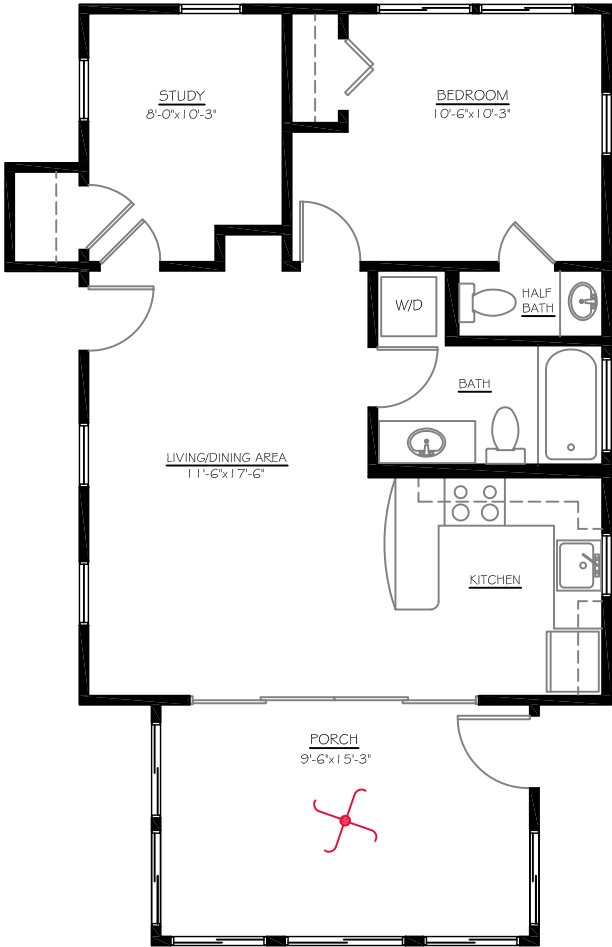 STUDY
8'-0"x10'-3"
BEDROOM
10'-6"x10'-3"
W/D
HALF
BATH
BATH
LIVING/DINING AREA
11'-6"x17'-6"
KITCHEN
PORCH
9'-6"x15'-3"